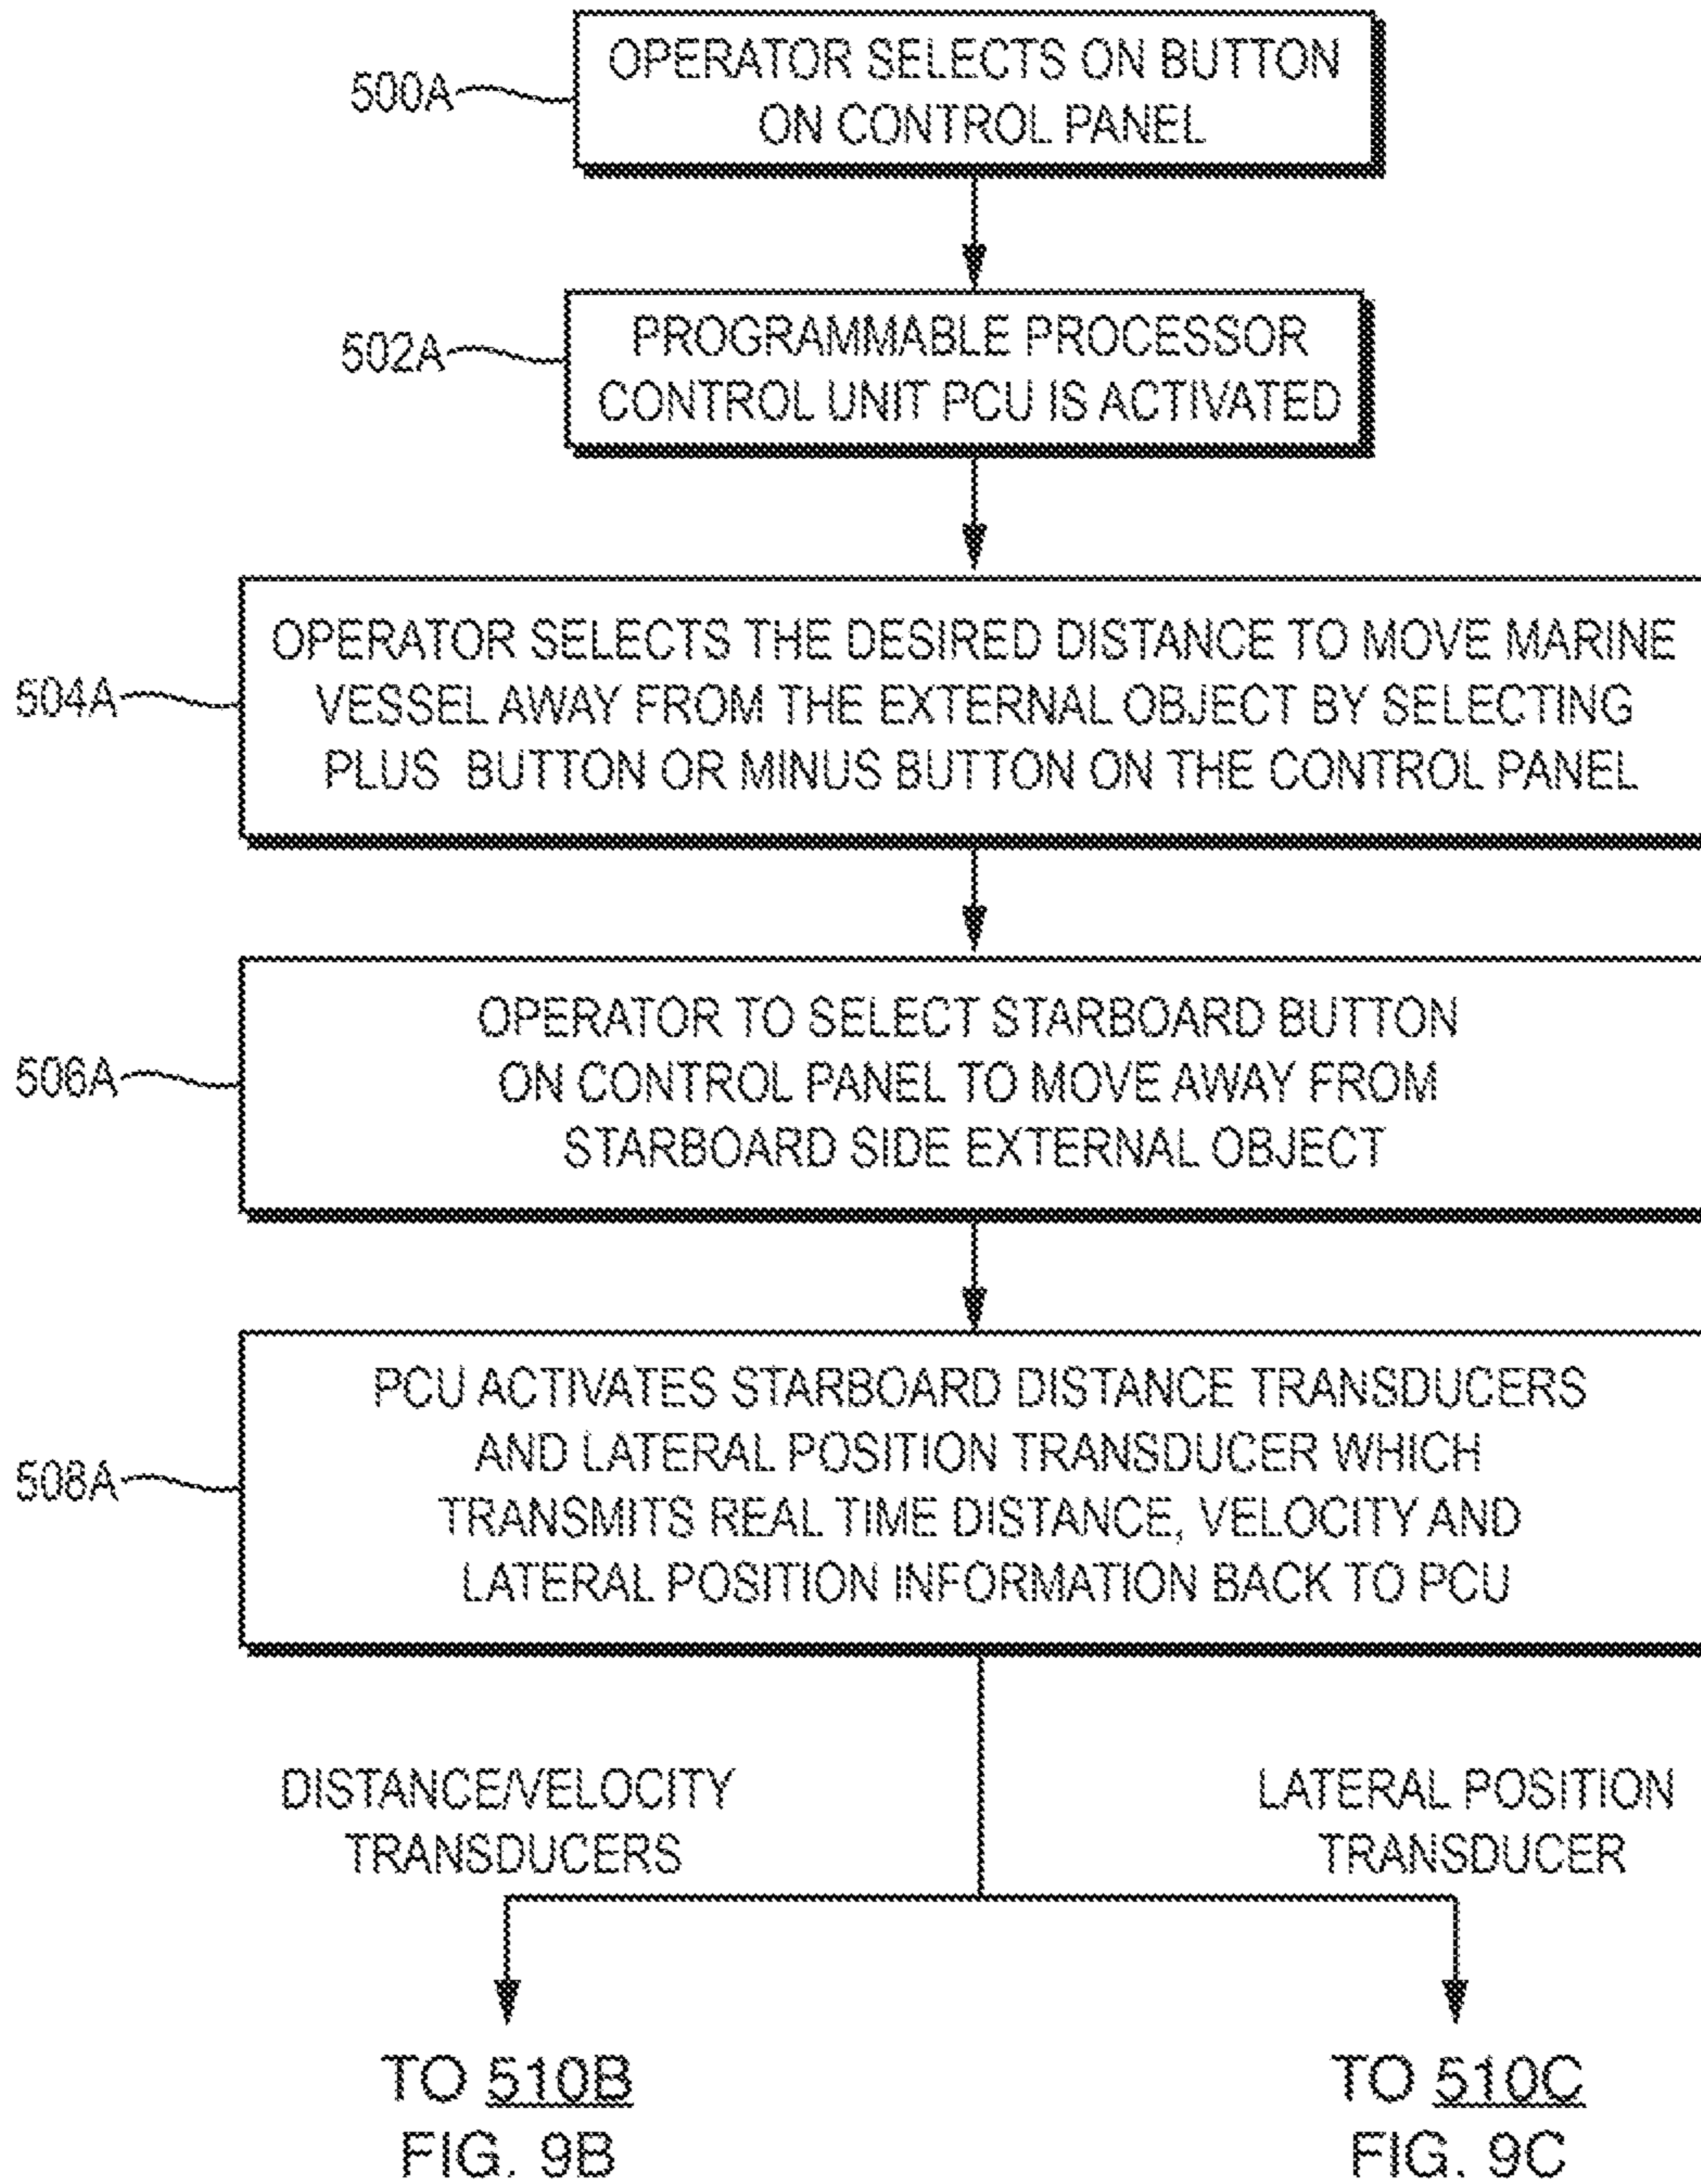 OPERATOR SELECTS ON BUTTON
ON CONTROL PANEL
500A
PROGRAMMABLE PROCESSOR
CONTROL UNIT PCU IS ACTIVATED
502A
OPERATOR SELECTS THE DESIRED DISTANCE TO MOVE MARINE
VESSEL AWAY FROM THE EXTERNAL OBJECT BY SELECTING
PLUS BUTTON OR MINUS BUTTON ON THE CONTROL PANEL
504A
OPERATOR TO SELECT STARBOARD BUTTON
ON CONTROL PANEL TO MOVE AWAY FROM
STARBOARD SIDE EXTERNAL OBJECT
506A
PCU ACTIVATES STARBOARD DISTANCE TRANSDUCERS
AND LATERAL POSITION TRANSDUCER WHICH
TRANSMITS REAL TIME DISTANCE, VELOCITY AND
LATERAL POSITION INFORMATION BACK TO PCU
508A
DISTANCE/VELOCITY
TRANSDUCERS
LATERAL POSITION
TRANSDUCER
TO 510B
FIG. 9B
TO 510C
FIG. 9C